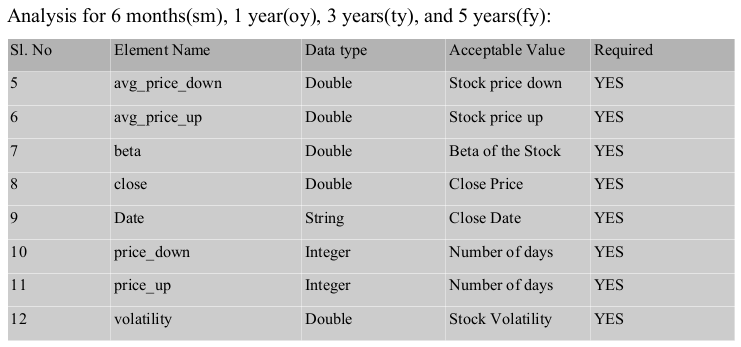 Analysis for 6 months(sm), 1 year(oy), 3 years(ty), and 5 years(fy):
Sl. No Element Name Data type Acceptable Value Required
5 avg_price_down Double Stock price down YES
6 avg_price_up Double Stock price up YES
7 beta Double Beta of the Stock YES
8 close Double Close Price YES
9 Date String Close Date YES
10 price_down Integer Number of days YES
11 price_up Integer Number of days YES
12 volatility Double Stock Volatility YES